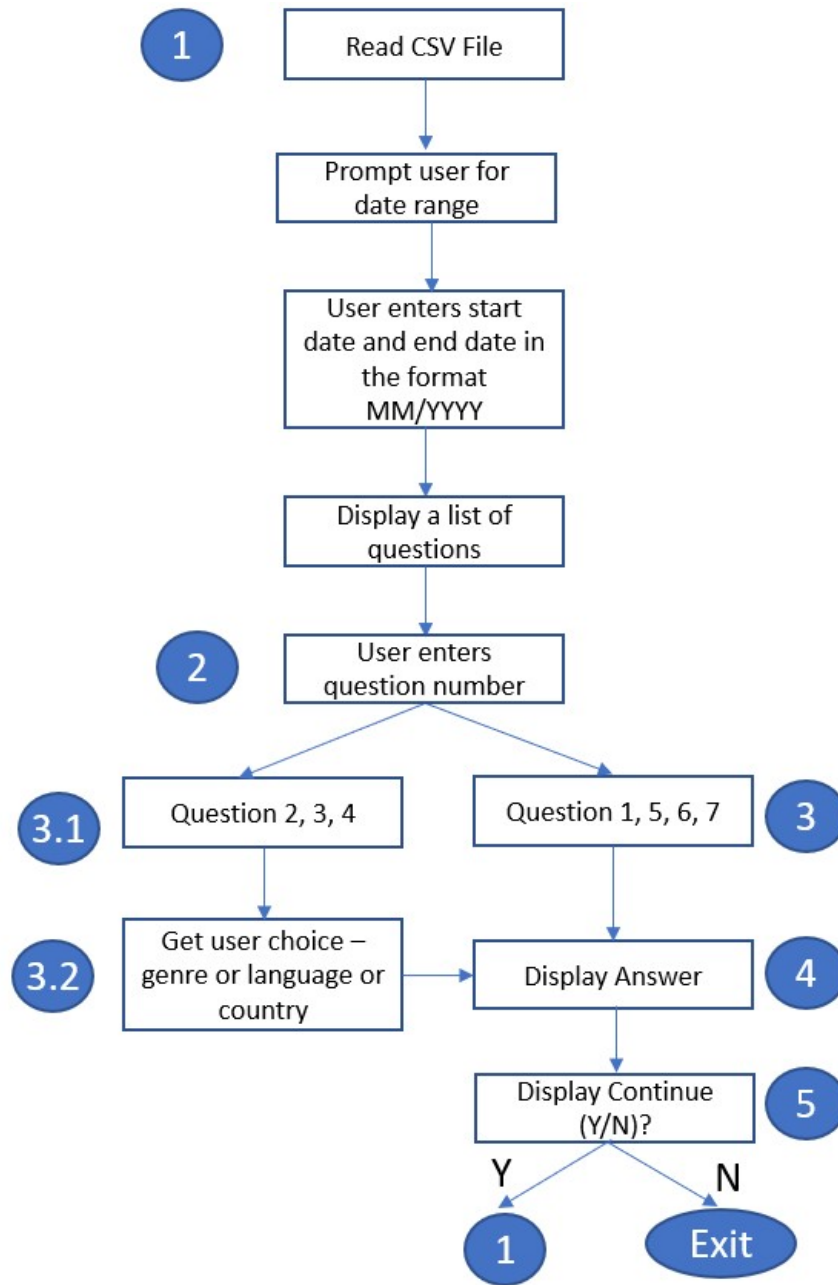 1
Read CSV File
Prompt user for
date range
User enters start
date and end date in
the format
MM/YYYY
Display a list of
questions
2
User enters
question number
3.1
Question 2, 3, 4
Question 1, 5, 6, 7
3
3.2
Get user choice –
genre or language or
country
Display Answer
4
Display Continue
(Y/N)?
5
Y
N
1
Exit